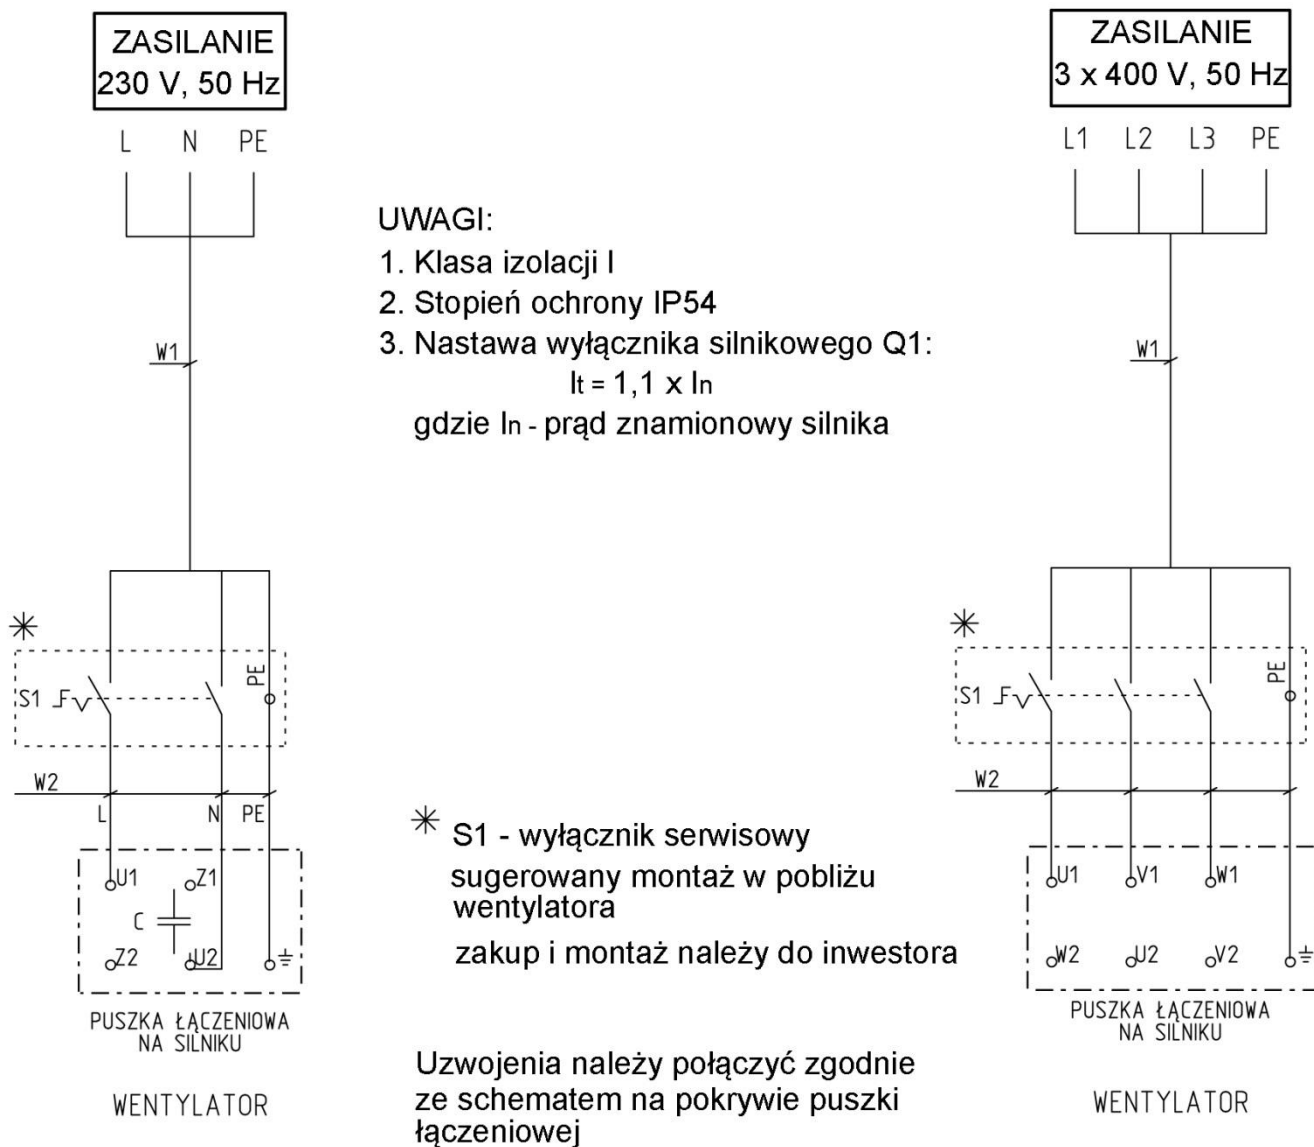 ZASILANIE
230 V, 50 Hz
L N PE
W1
S1
PE
W2
L N PE
U1 Z1
C
Z2 U2
PUSZKA ŁĄCZENIOWA
NA SILNIKU
WENTYLATOR
UWAGI:
1. Klasa izolacji I
2. Stopień ochrony IP54
3. Nastawa wyłącznika silnikowego Q1:
It = 1,1 x In
gdzie In - prąd znamionowy silnika
S1 - wyłącznik serwisowy
sugerowany montaż w pobliżu
wentylatora
zakup i montaż należy do inwestora
Uzwojenia należy połączyć zgodnie
ze schematem na pokrywie puszki
łączeniowej
ZASILANIE
3 x 400 V, 50 Hz
L1 L2 L3 PE
W1
S1
PE
W2
U1 V1 W1
W2 U2 V2
PUSZKA ŁĄCZENIOWA
NA SILNIKU
WENTYLATOR